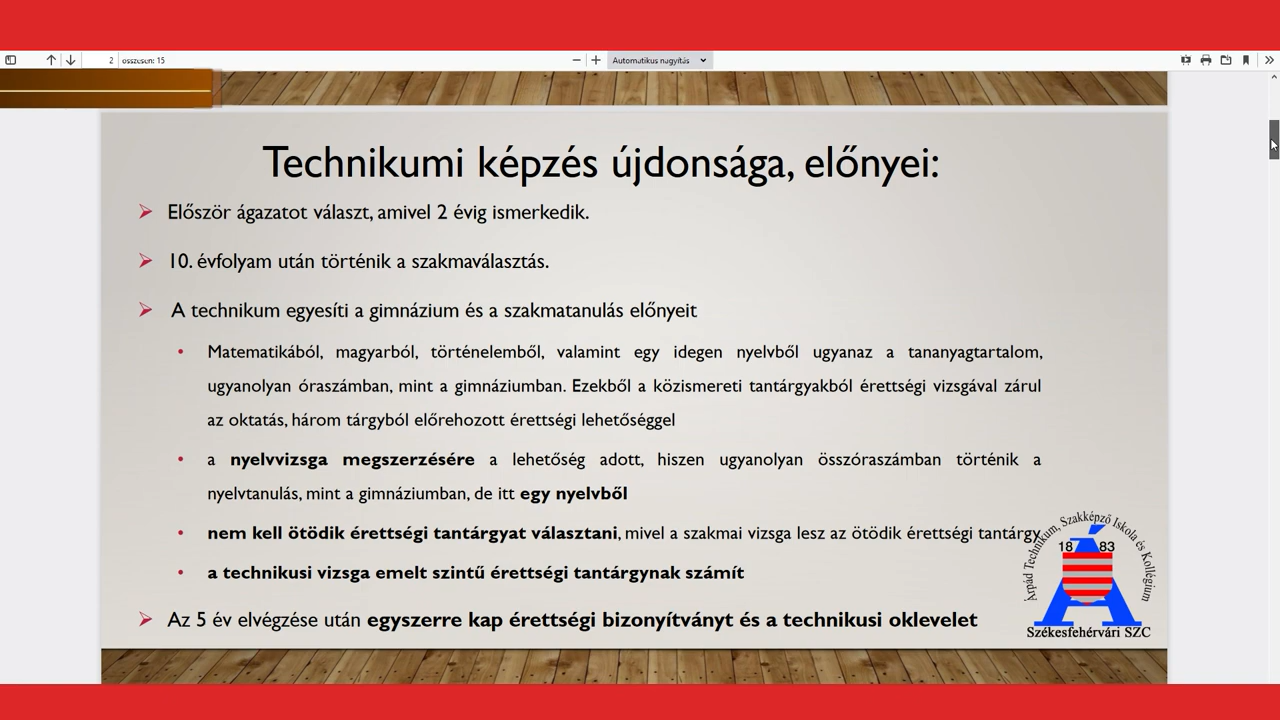 2 összesen: 15 Automatikus nagyítás
Technikumi képzés újdonsága, előnyei:
Először ágazatot választ, amivel 2 évig ismerkedik.
10. évfolyam után történik a szakmaválasztás.
A technikum egyesíti a gimnázium és a szakmatanulás előnyeit
Matematikából, magyarból, történelemből, valamint egy idegen nyelvből ugyanaz a tananyagtartalom,
ugyanolyan óraszámban, mint a gimnáziumban. Ezekből a közismereti tantárgyakból érettségi vizsgával zárul
az oktatás, három tárgyból előrehozott érettségi lehetőséggel
a nyelvvizsga megszerzésére a lehetőség adott, hiszen ugyanolyan összóraszámban történik a
nyelvtanulás, mint a gimnáziumban, de itt egy nyelvből
nem kell ötödik érettségi tantárgyat választani, mivel a szakmai vizsga lesz az ötödik érettségi tantárgy
a technikusi vizsga emelt szintű érettségi tantárgynak számít
Az 5 év elvégzése után egyszerre kap érettségi bizonyítványt és a technikusi oklevelet
Árpád Technikum, Szakképző Iskola és Kollégium
18 83
Székesfehérvári SZC